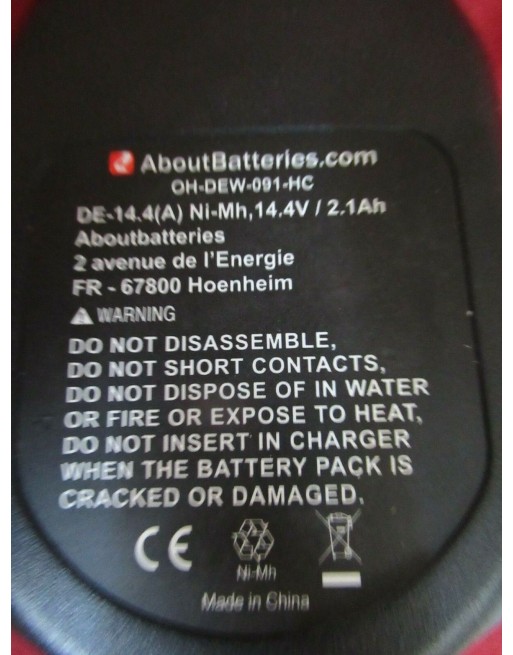 AboutBatteries.com
OH-DEW-091-HC
DE-14.4(A) Ni-Mh,14.4V / 2.1Ah
Aboutbatteries
2 avenue de l'Energie
FR - 67800 Hoenheim
WARNING
DO NOT DISASSEMBLE,
DO NOT SHORT CONTACTS,
DO NOT DISPOSE OF IN WATER
OR FIRE OR EXPOSE TO HEAT,
DO NOT INSERT IN CHARGER
WHEN THE BATTERY PACK IS
CRACKED OR DAMAGED.
CE
Ni-Mh
Made in China